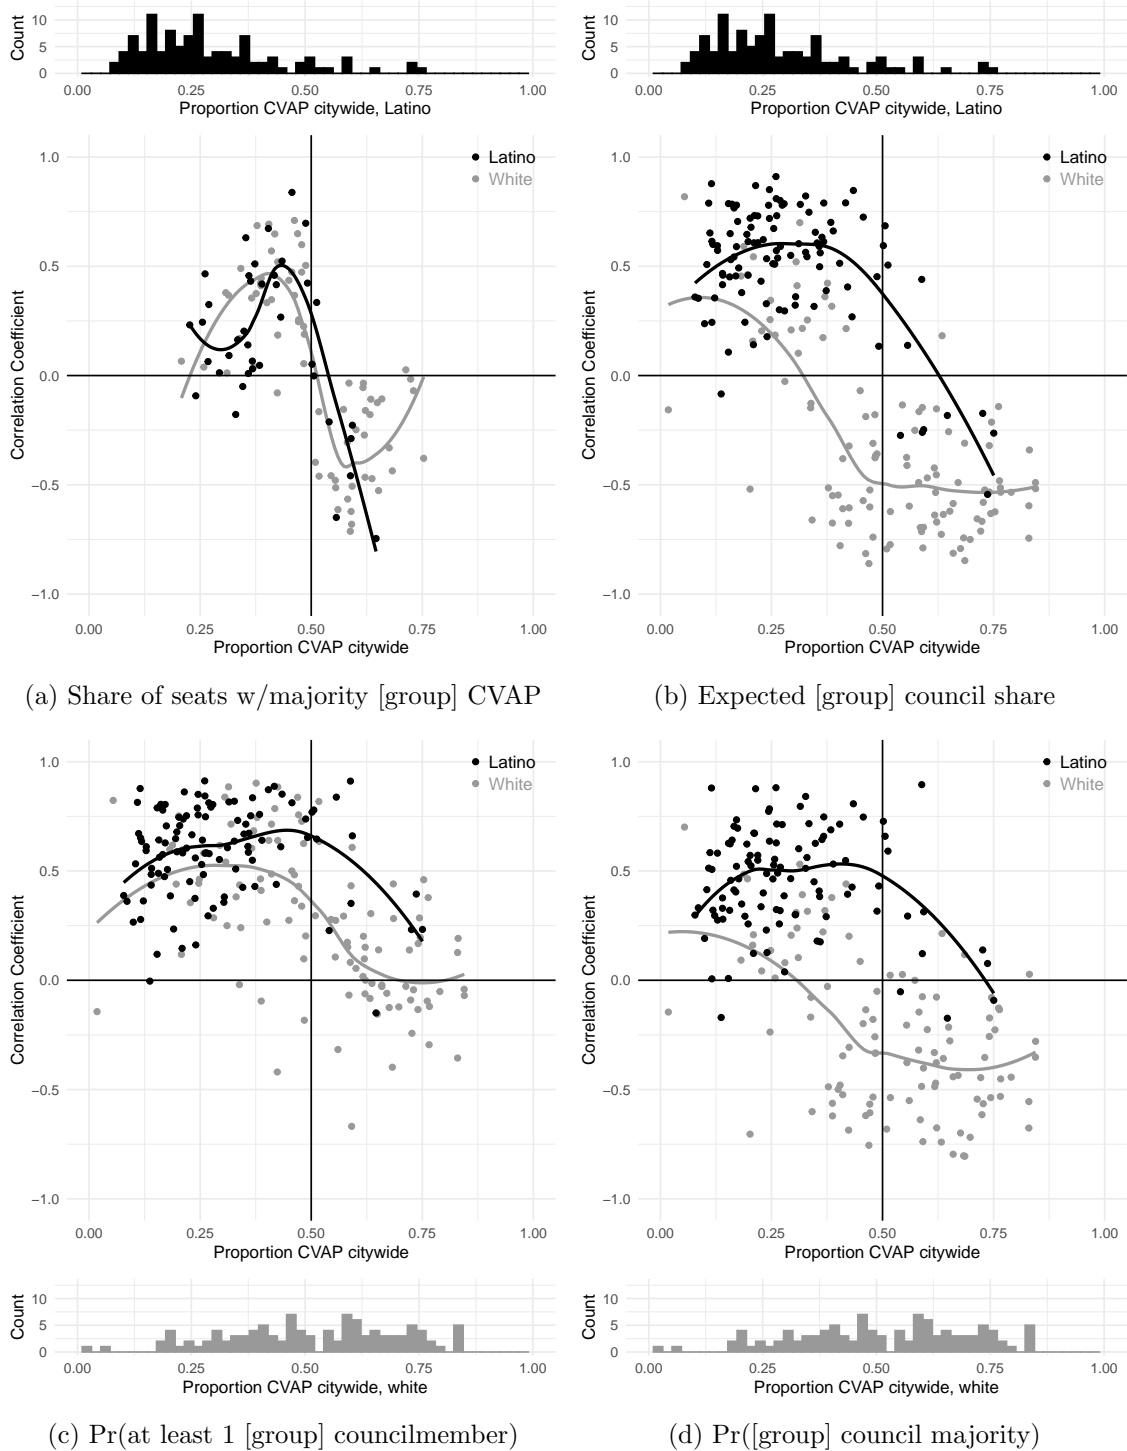 Count
10
5
0
0.00 0.25 0.50 0.75 1.00
Proportion CVAP citywide, Latino
Count
10
5
0
0.00 0.25 0.50 0.75 1.00
Proportion CVAP citywide, Latino
Correlation Coefficient
1.0
0.5
0.0
−0.5
−1.0
Latino
White
0.00 0.25 0.50 0.75 1.00
Proportion CVAP citywide
(a) Share of seats w/majority [group] CVAP
Correlation Coefficient
1.0
0.5
0.0
−0.5
−1.0
Latino
White
0.00 0.25 0.50 0.75 1.00
Proportion CVAP citywide
(b) Expected [group] council share
Correlation Coefficient
1.0
0.5
0.0
−0.5
−1.0
Latino
White
0.00 0.25 0.50 0.75 1.00
Proportion CVAP citywide
Correlation Coefficient
1.0
0.5
0.0
−0.5
−1.0
Latino
White
0.00 0.25 0.50 0.75 1.00
Proportion CVAP citywide
Count
10
5
0
0.00 0.25 0.50 0.75 1.00
Proportion CVAP citywide, white
(c) Pr(at least 1 [group] councilmember)
Count
10
5
0
0.00 0.25 0.50 0.75 1.00
Proportion CVAP citywide, white
(d) Pr([group] council majority)